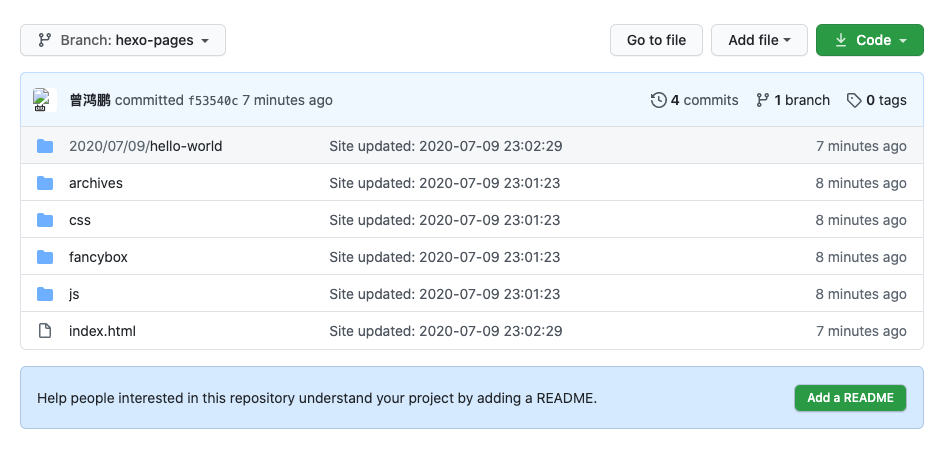 Branch: hexo-pages Go to file Add file Code
曾鸿鹏 committed f53540c 7 minutes ago 4 commits 1 branch 0 tags
2020/07/09/hello-world Site updated: 2020-07-09 23:02:29 7 minutes ago
archives Site updated: 2020-07-09 23:01:23 8 minutes ago
css Site updated: 2020-07-09 23:01:23 8 minutes ago
fancybox Site updated: 2020-07-09 23:01:23 8 minutes ago
js Site updated: 2020-07-09 23:01:23 8 minutes ago
index.html Site updated: 2020-07-09 23:02:29 7 minutes ago
Help people interested in this repository understand your project by adding a README. Add a README